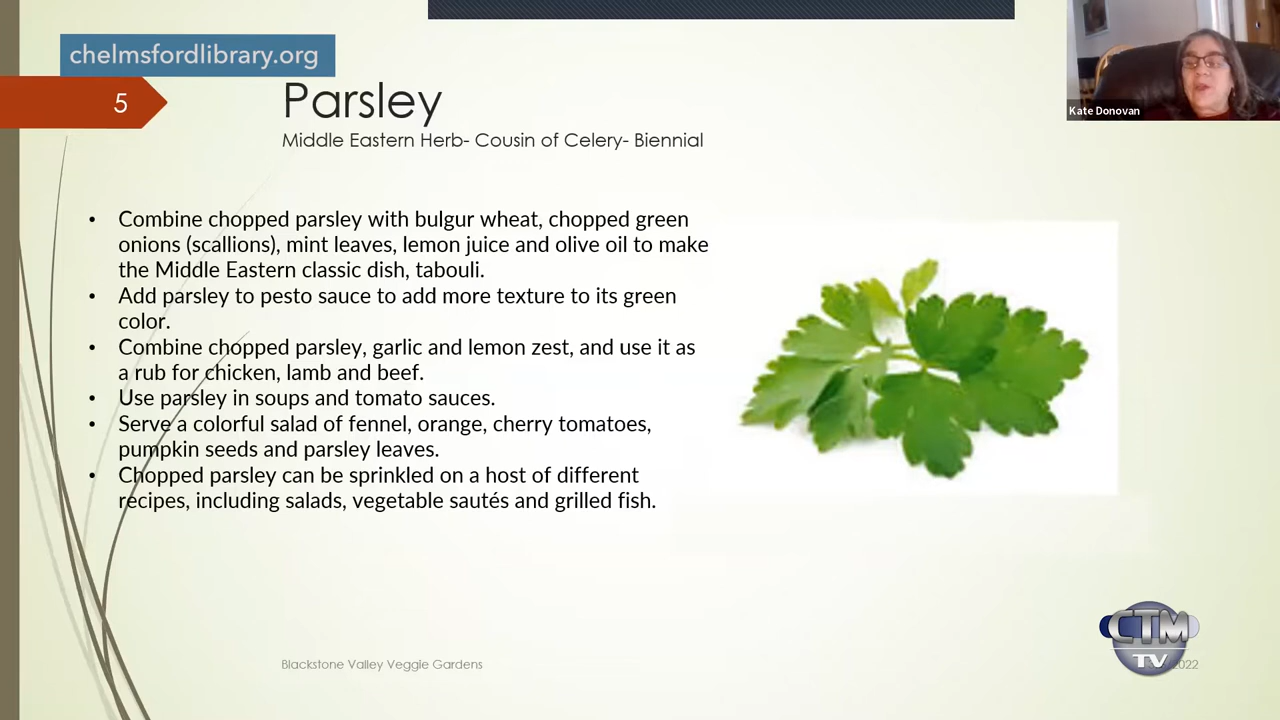 chelmsfordlibrary.org
5
Parsley
Middle Eastern Herb- Cousin of Celery- Biennial
Kate Donovan
• Combine chopped parsley with bulgur wheat, chopped green
onions (scallions), mint leaves, lemon juice and olive oil to make
the Middle Eastern classic dish, tabouli.
• Add parsley to pesto sauce to add more texture to its green
color.
• Combine chopped parsley, garlic and lemon zest, and use it as
a rub for chicken, lamb and beef.
• Use parsley in soups and tomato sauces.
• Serve a colorful salad of fennel, orange, cherry tomatoes,
pumpkin seeds and parsley leaves.
• Chopped parsley can be sprinkled on a host of different
recipes, including salads, vegetable sautés and grilled fish.
Blackstone Valley Veggie Gardens
CTM
TV